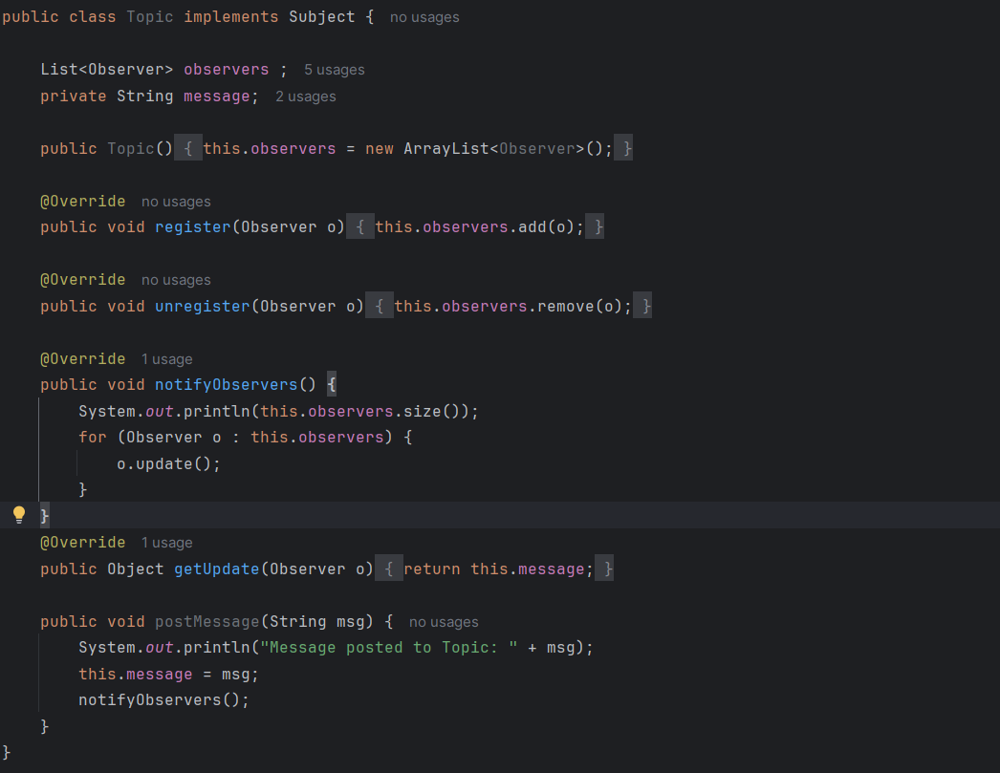 public class Topic implements Subject {  no usages
List<Observer> observers ;  5 usages
private String message;  2 usages
public Topic() { this.observers = new ArrayList<Observer>(); }
@Override  no usages
public void register(Observer o) { this.observers.add(o); }
@Override  no usages
public void unregister(Observer o) { this.observers.remove(o); }
@Override  1 usage
public void notifyObservers() {
System.out.println(this.observers.size());
for (Observer o : this.observers) {
o.update();
}
}
@Override  1 usage
public Object getUpdate(Observer o) { return this.message; }
public void postMessage(String msg) {  no usages
System.out.println("Message posted to Topic: " + msg);
this.message = msg;
notifyObservers();
}
}